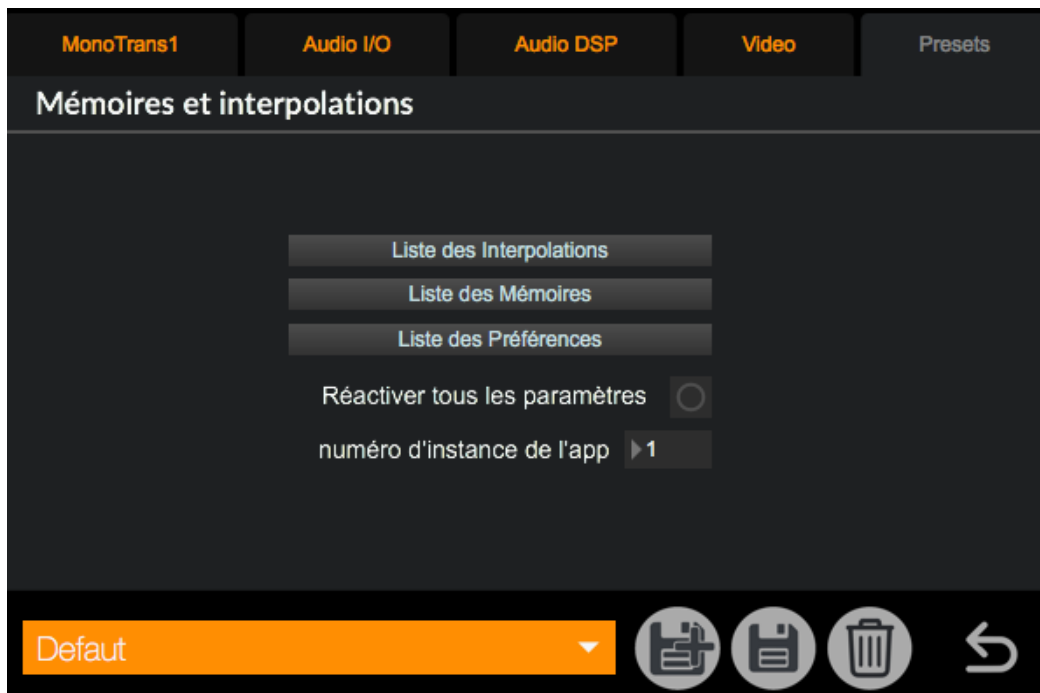 MonoTrans1 Audio I/O Audio DSP Video Presets
Mémoires et interpolations
Liste des Interpolations
Liste des Mémoires
Liste des Préférences
Réactiver tous les paramètres
numéro d'instance de l'app 1
Defaut